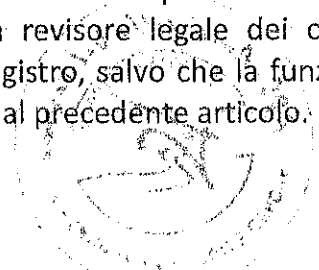 revisore legale dei c
gistro, salvo che la funz
al precedente articolo.